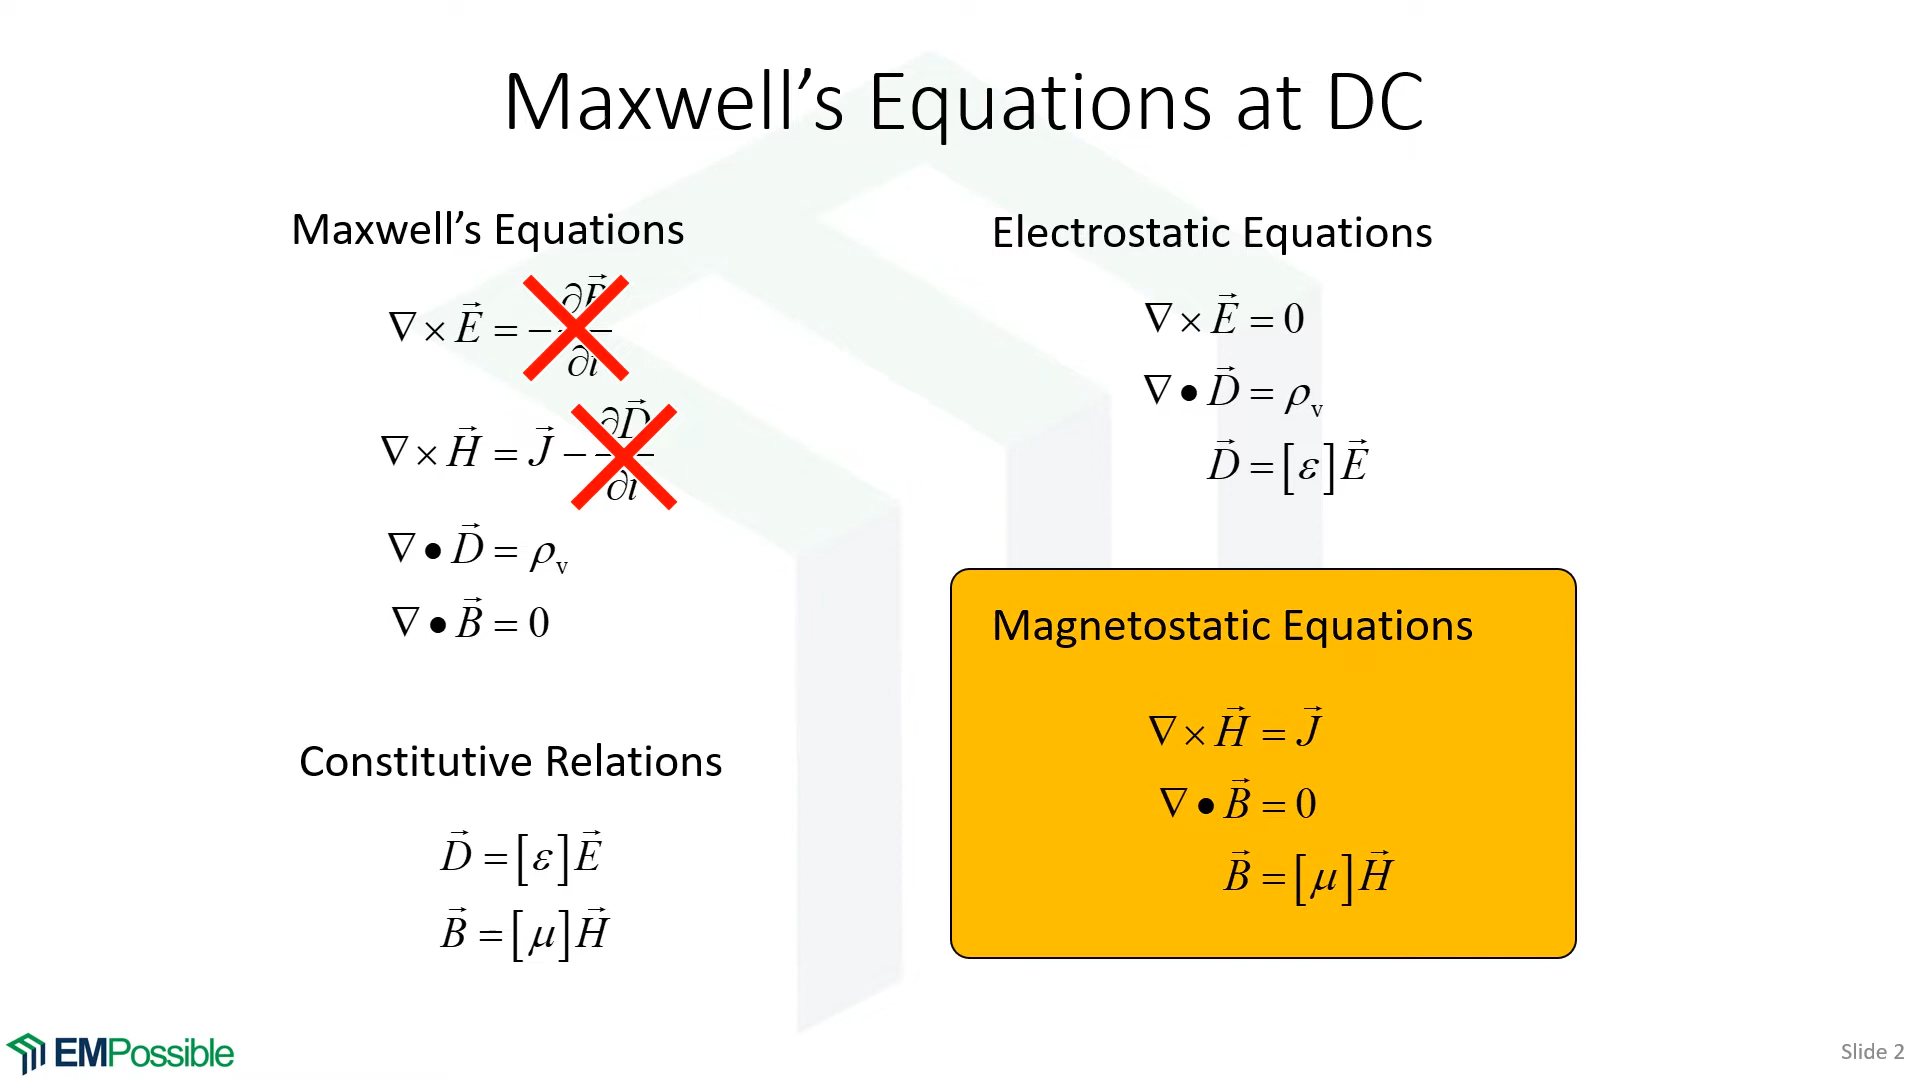 Maxwell’s Equations at DC
Maxwell’s Equations
∇ × E⃗ = −∂B⃗/∂t
∇ × H⃗ = J⃗ − ∂D⃗/∂t
∇ • D⃗ = ρᵥ
∇ • B⃗ = 0
Constitutive Relations
D⃗ = [ε] E⃗
B⃗ = [μ] H⃗
Electrostatic Equations
∇ × E⃗ = 0
∇ • D⃗ = ρᵥ
D⃗ = [ε] E⃗
Magnetostatic Equations
∇ × H⃗ = J⃗
∇ • B⃗ = 0
B⃗ = [μ] H⃗
EMPossible
Slide 2